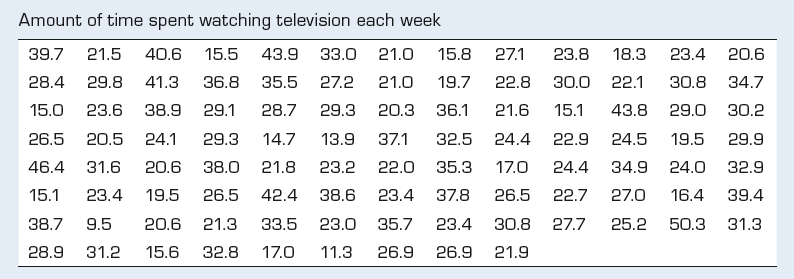 Amount of time spent watching television each week
39.7 21.5 40.6 15.5 43.9 33.0 21.0 15.8 27.1 23.8 18.3 23.4 20.6
28.4 29.8 41.3 36.8 35.5 27.2 21.0 19.7 22.8 30.0 22.1 30.8 34.7
15.0 23.6 38.9 29.1 28.7 29.3 20.3 36.1 21.6 15.1 43.8 29.0 30.2
26.5 20.5 24.1 29.3 14.7 13.9 37.1 32.5 24.4 22.9 24.5 19.5 29.9
46.4 31.6 20.6 38.0 21.8 23.2 22.0 35.3 17.0 24.4 34.9 24.0 32.9
15.1 23.4 19.5 26.5 42.4 38.6 23.4 37.8 26.5 22.7 27.0 16.4 39.4
38.7 9.5 20.6 21.3 33.5 23.0 35.7 23.4 30.8 27.7 25.2 50.3 31.3
28.9 31.2 15.6 32.8 17.0 11.3 26.9 26.9 21.9